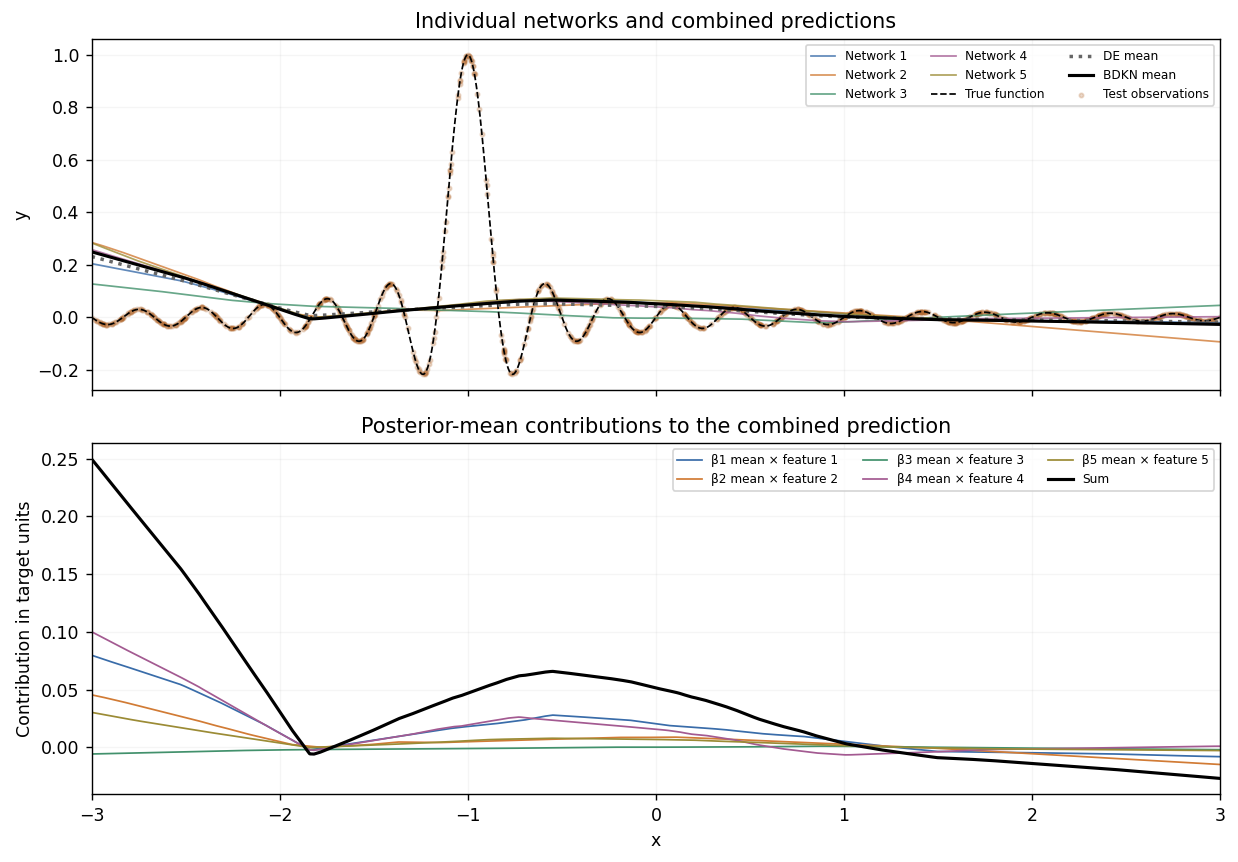 Individual networks and combined predictions
1.0
0.8
0.6
0.4
0.2
0.0
−0.2
y
Network 1 Network 4 DE mean
Network 2 Network 5 BDKN mean
Network 3 True function Test observations
Posterior-mean contributions to the combined prediction
0.25
0.20
0.15
0.10
0.05
0.00
Contribution in target units
β1 mean × feature 1 β3 mean × feature 3 β5 mean × feature 5
β2 mean × feature 2 β4 mean × feature 4 Sum
−3 −2 −1 0 1 2 3
x